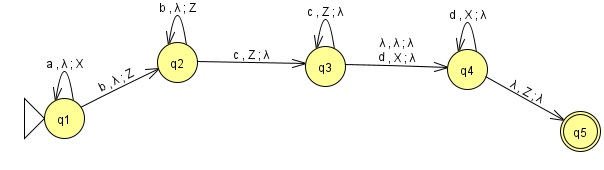 b , λ ; Z
c , Z ; λ
d , X ; λ
a , λ ; X
q2
c , Z ; λ
q3
λ, λ ; λ
d , X ; λ
q4
b , λ ; Z
λ , Z ; λ
q1
q5